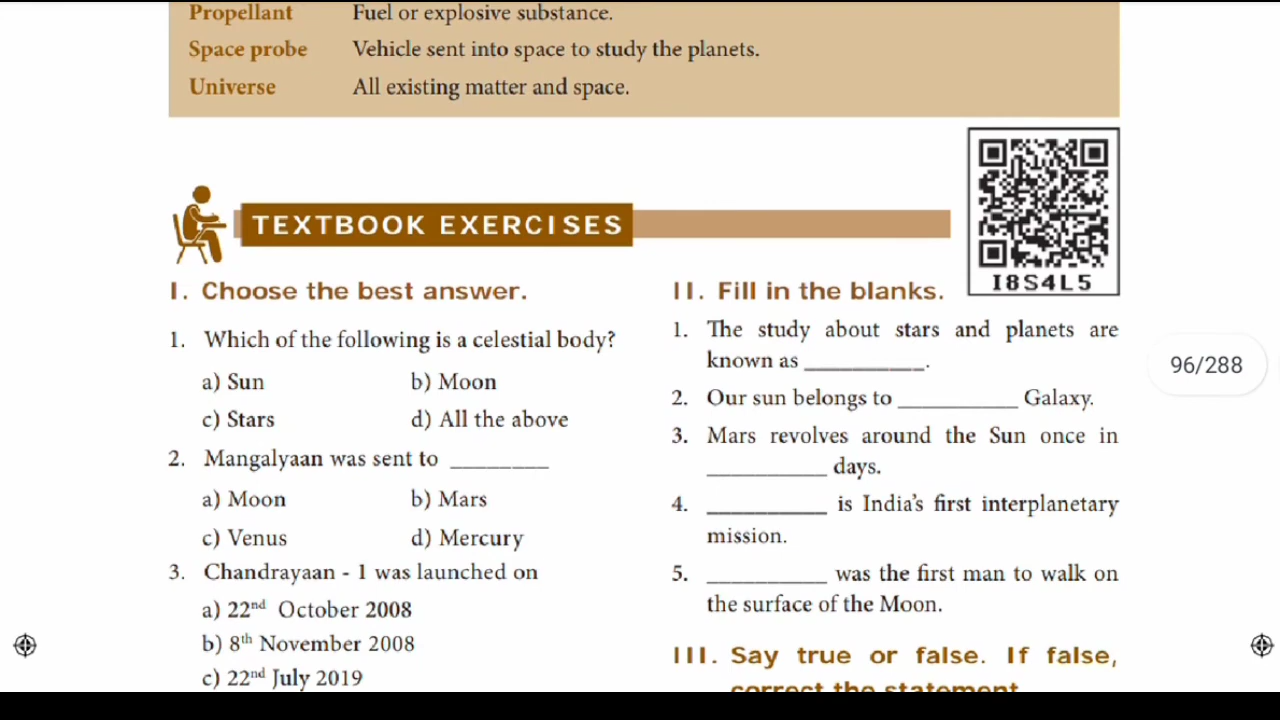 Propellant Fuel or explosive substance.
Space probe Vehicle sent into space to study the planets.
Universe All existing matter and space.
TEXTBOOK EXERCISES
I8S4L5
I. Choose the best answer.
1. Which of the following is a celestial body?
a) Sun b) Moon
c) Stars d) All the above
2. Mangalyaan was sent to ________
a) Moon b) Mars
c) Venus d) Mercury
3. Chandrayaan - 1 was launched on
a) 22nd October 2008
b) 8th November 2008
c) 22nd July 2019
II. Fill in the blanks.
1. The study about stars and planets are
known as __________.
2. Our sun belongs to __________ Galaxy.
3. Mars revolves around the Sun once in
__________ days.
4. __________ is India’s first interplanetary
mission.
5. __________ was the first man to walk on
the surface of the Moon.
III. Say true or false. If false,
correct the statement
96/288